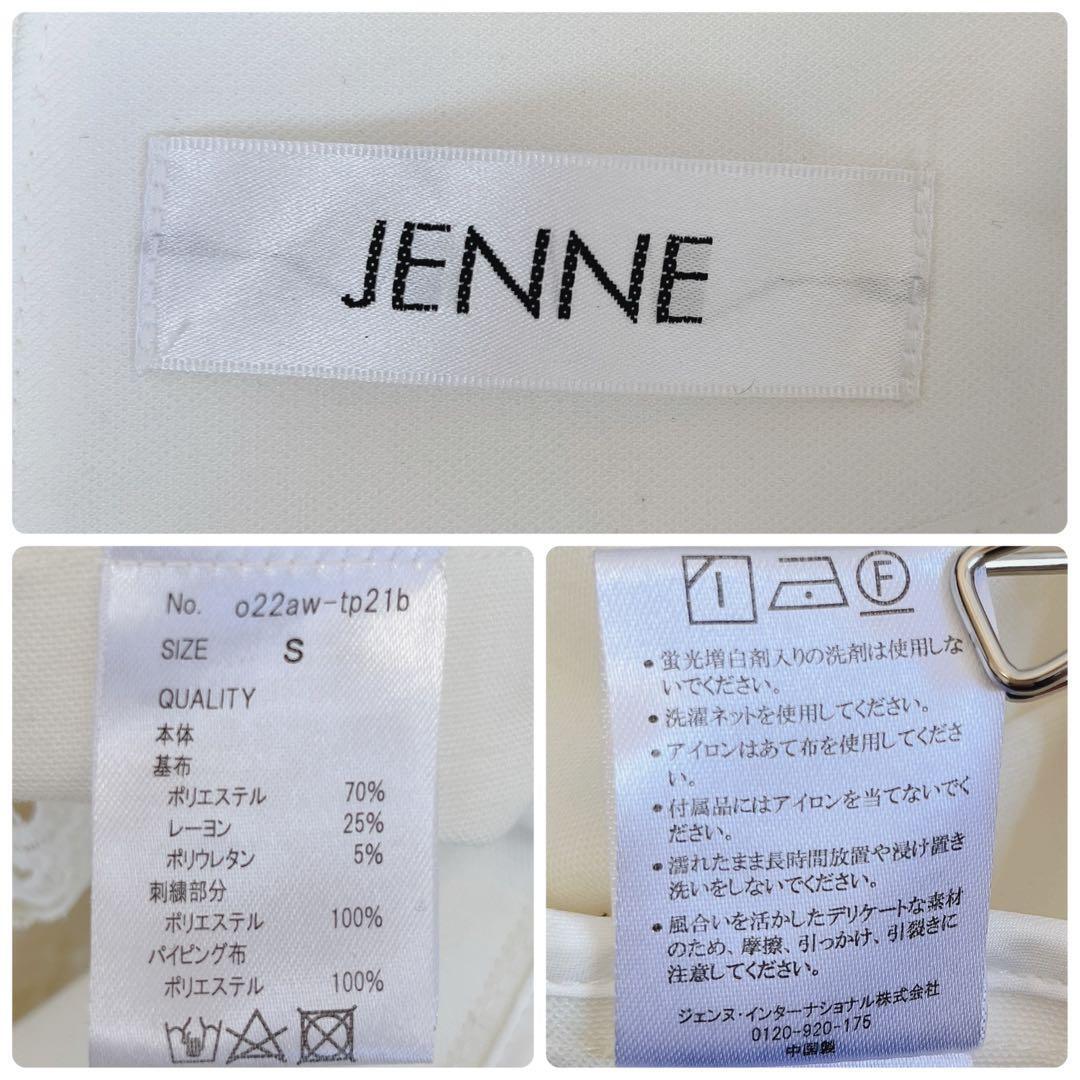 JENNE
No. o22aw-tp21b
SIZE S
QUALITY
本体
基布
ポリエステル 70%
レーヨン 25%
ポリウレタン 5%
刺繍部分
ポリエステル 100%
パイピング布
ポリエステル 100%
F
・蛍光増白剤入りの洗剤は使用しな
いでください。
・洗濯ネットを使用してください。
・アイロンはあて布を使用してくださ
い。
・付属品にはアイロンを当てないでく
ださい。
・濡れたまま長時間放置や浸け置き
洗いをしないでください。
・風合いを活かしたデリケートな素材
のため、摩擦、引っかけ、引裂きに
注意してください。
ジェンヌ・インターナショナル株式会社
0120-920-175
中国製